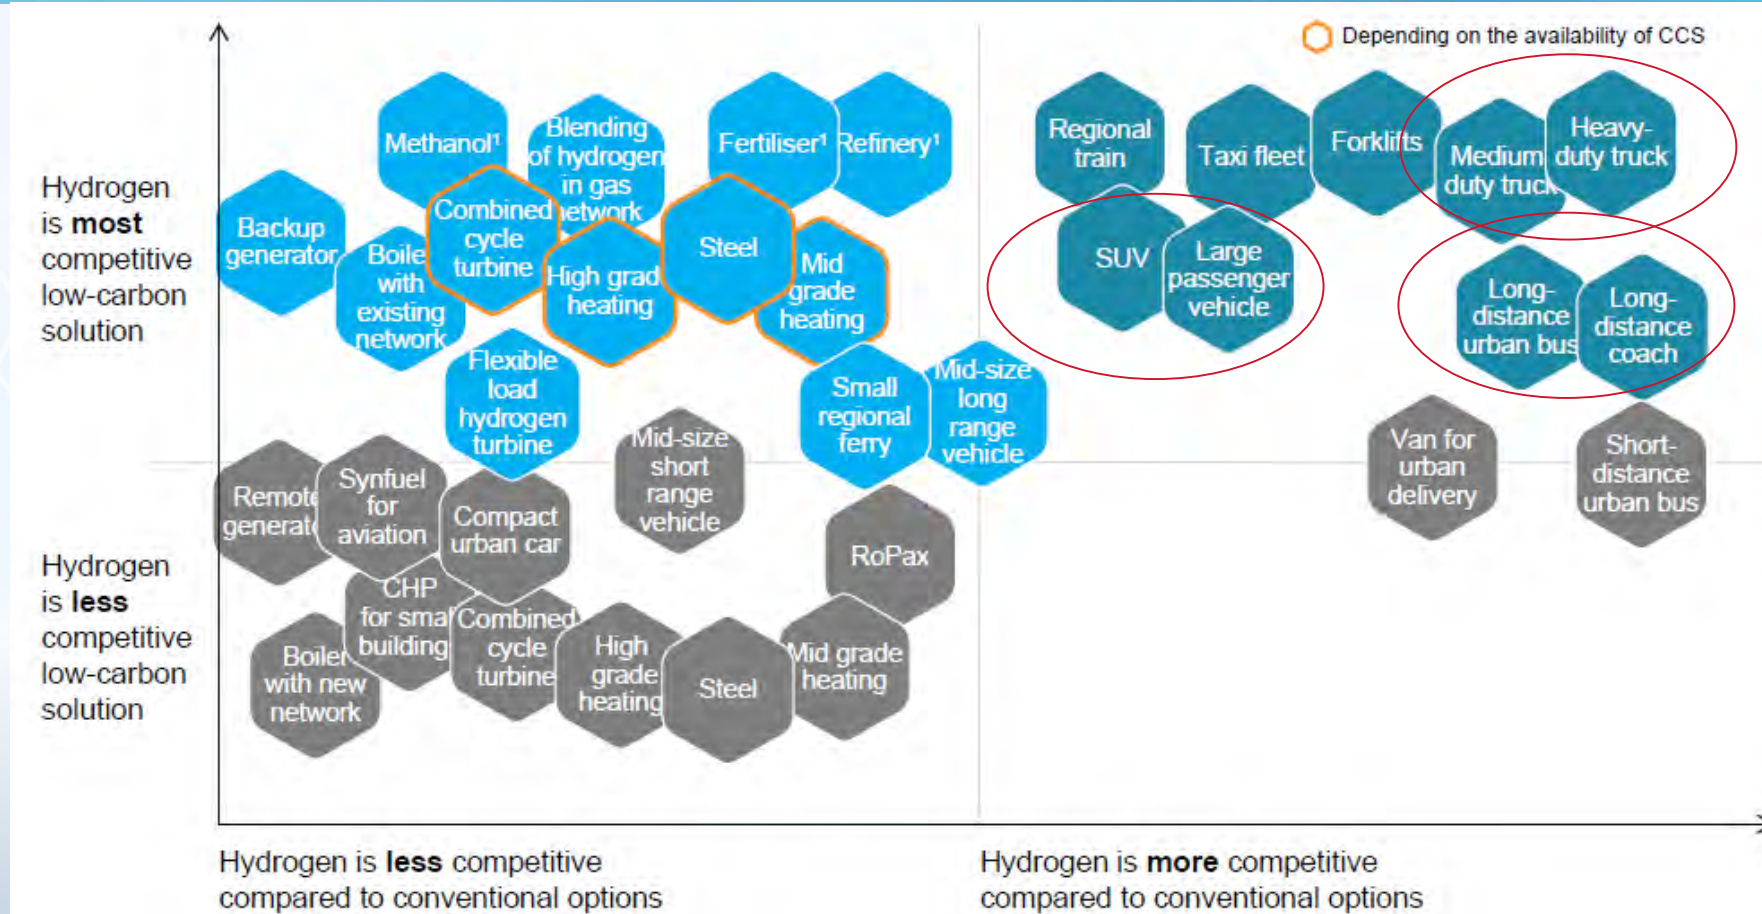 Depending on the availability of CCS
Hydrogen
is most
competitive
low-carbon
solution
Hydrogen
is less
competitive
low-carbon
solution
Methanol¹
Blending
of hydrogen
in gas
network
Fertiliser¹
Refinery¹
Backup
generator
Boile
with
existing
network
Combined
cycle
turbine
High grad
heating
Steel
Mid
grade
heating
Flexible
load
hydrogen
turbine
Small
regional
ferry
Mid-size
long
range
vehicle
Regional
train
Taxi fleet
Forklifts
Medium
duty truck
Heavy-
duty truck
SUV
Large
passenger
vehicle
Long-
distance
urban bus
Long-
distance
coach
Mid-size
short
range
vehicle
Van for
urban
delivery
Short-
distance
urban bus
Remote
generat
Synfuel
for
aviation
Compact
urban car
RoPax
CHP
for smal
building
Boiler
with new
network
Combined
cycle
turbine
High
grade
heating
Steel
Mid grade
heating
Hydrogen is less competitive
compared to conventional options
Hydrogen is more competitive
compared to conventional options